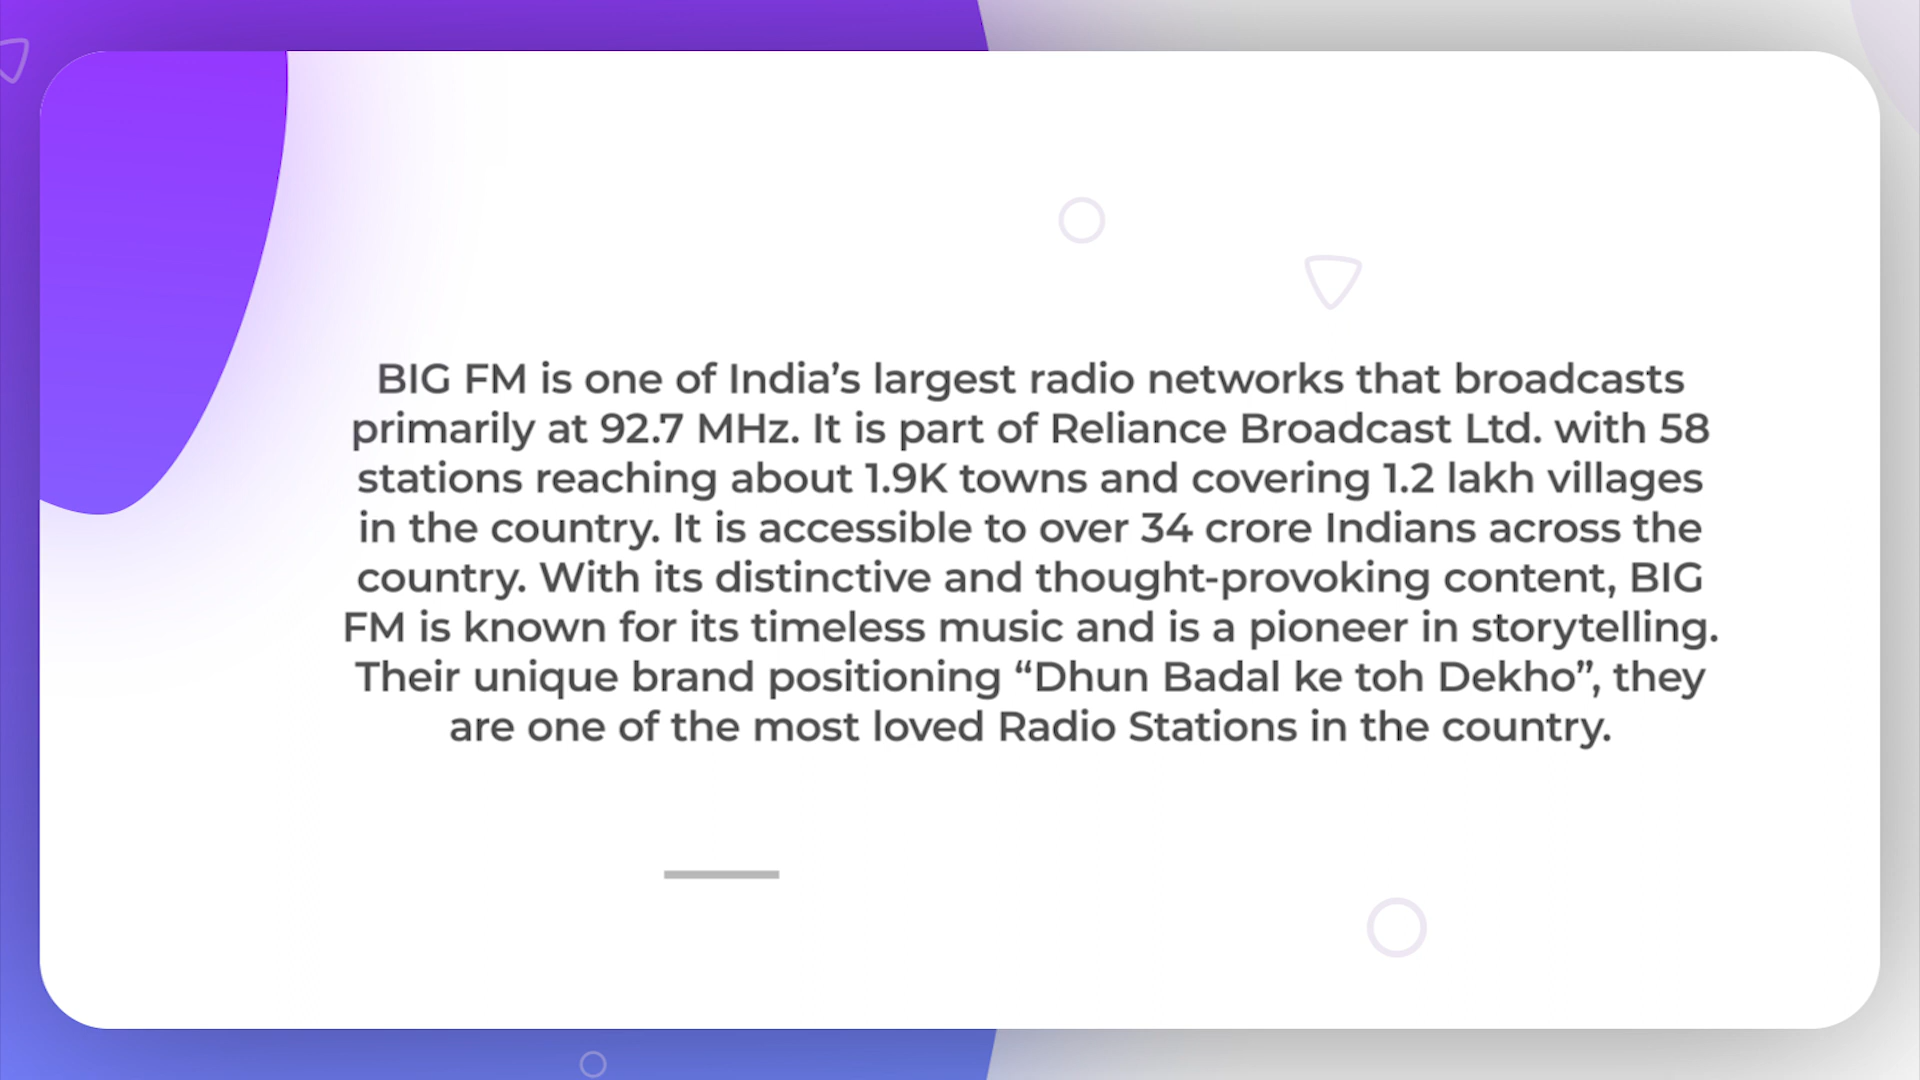 BIG FM is one of India’s largest radio networks that broadcasts
primarily at 92.7 MHz. It is part of Reliance Broadcast Ltd. with 58
stations reaching about 1.9K towns and covering 1.2 lakh villages
in the country. It is accessible to over 34 crore Indians across the
country. With its distinctive and thought-provoking content, BIG
FM is known for its timeless music and is a pioneer in storytelling.
Their unique brand positioning “Dhun Badal ke toh Dekho”, they
are one of the most loved Radio Stations in the country.